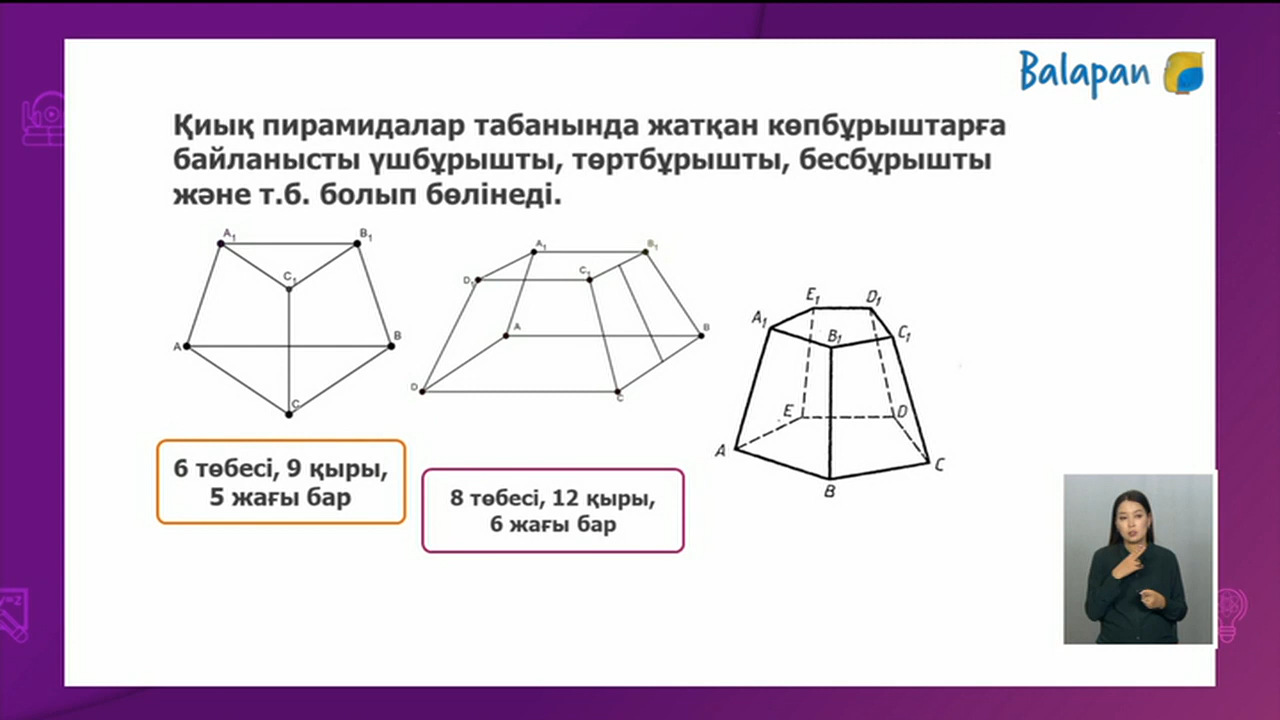 Balapan
Қиық пирамидалар табанында жатқан көпбұрыштарға
байланысты үшбұрышты, төртбұрышты, бесбұрышты
және т.б. болып бөлінеді.
A₁
B₁
C₁
A
B
C
A₁
B₁
D₁
C₁
A
B
D
C
E₁
D₁
A₁
B₁
C₁
E
D
A
C
B
6 төбесі, 9 қыры,
5 жағы бар
8 төбесі, 12 қыры,
6 жағы бар